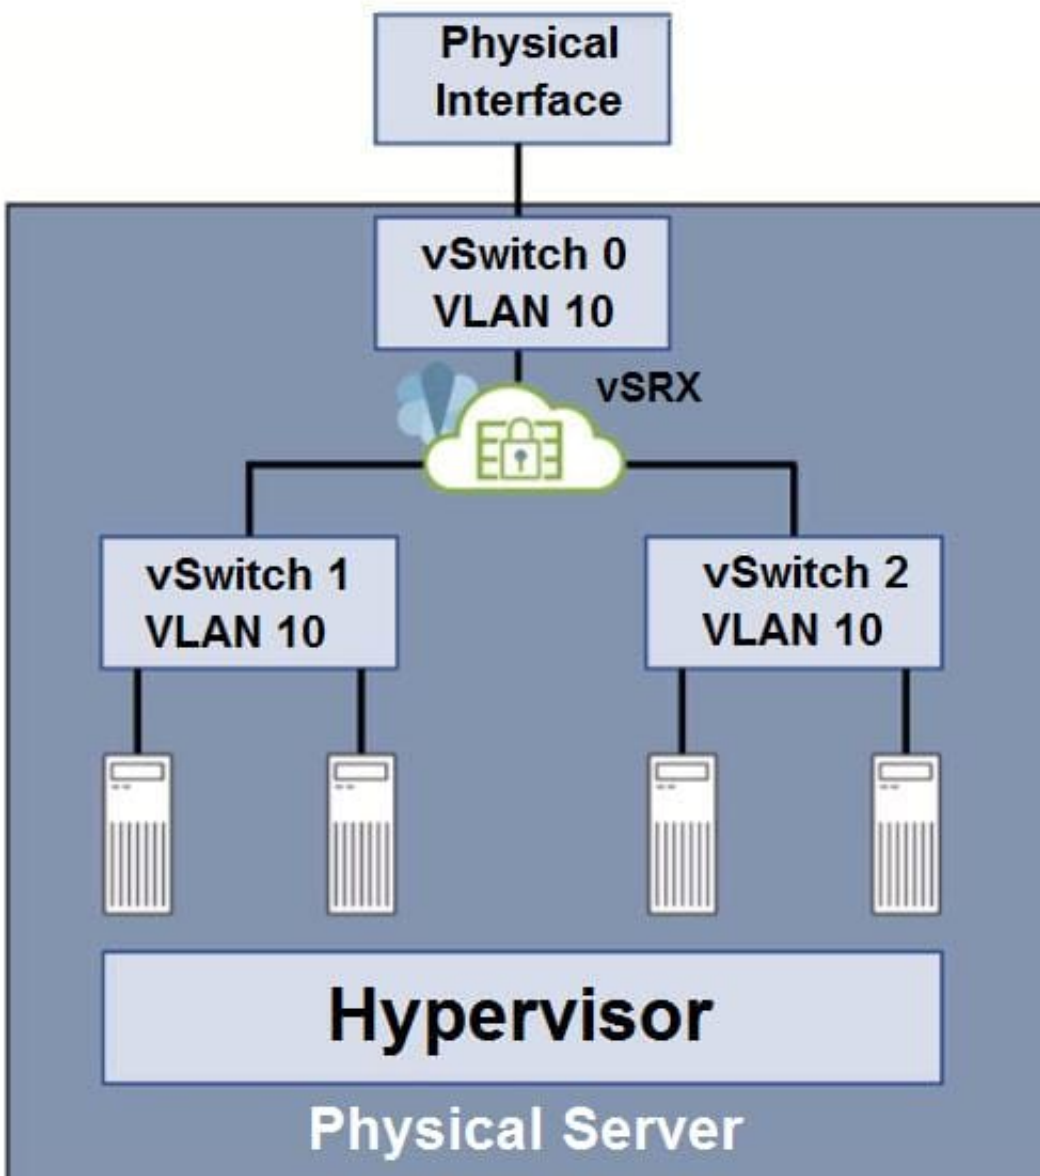 Physical
Interface
vSwitch 0
VLAN 10
vSRX
vSwitch 1
VLAN 10
vSwitch 2
VLAN 10
Hypervisor
Physical Server